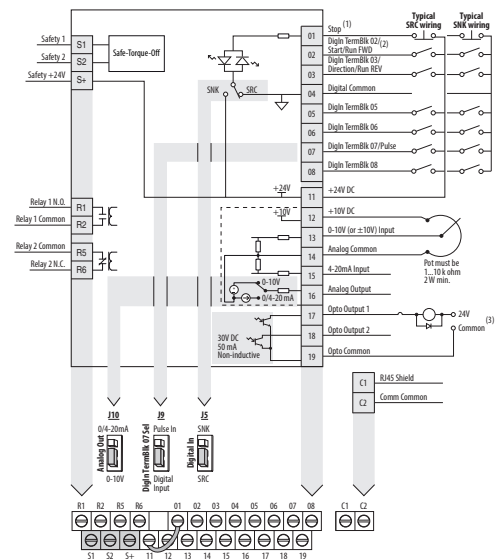 Typical SRC wiring
Typical SNK wiring
Safety 1
S1
Safety 2
S2
Safety +24V
S+
Safe-Torque-Off
SNK
SRC
01
Stop (1)
02
DigIn TermBlk 02/ (2)
Start/Run FWD
03
DigIn TermBlk 03/
Direction/Run REV
04
Digital Common
05
DigIn TermBlk 05
06
DigIn TermBlk 06
07
DigIn TermBlk 07/Pulse
08
DigIn TermBlk 08
+24V
11
+24V DC
+10V
12
+10V DC
13
0-10V (or ±10V) Input
14
Analog Common
15
4-20mA Input
16
Analog Output
17
Opto Output 1
18
Opto Output 2
19
Opto Common
Pot must be
1...10 k ohm
2 W min.
24V
Common
(3)
Relay 1 N.O.
R1
Relay 1 Common
R2
Relay 2 Common
R5
Relay 2 N.C.
R6
0-10V
0/4-20 mA
30V DC
50 mA
Non-inductive
C1
RJ45 Shield
C2
Comm Common
J10
0/4-20mA
Analog Out
0-10V
J9
Pulse In
DigIn TermBlk 07 Sel
Digital
Input
J5
SNK
Digital In
SRC
R1 R2 R5 R6 01 02 03 04 05 06 07 08 C1 C2
S1 S2 S+ 11 12 13 14 15 16 17 18 19